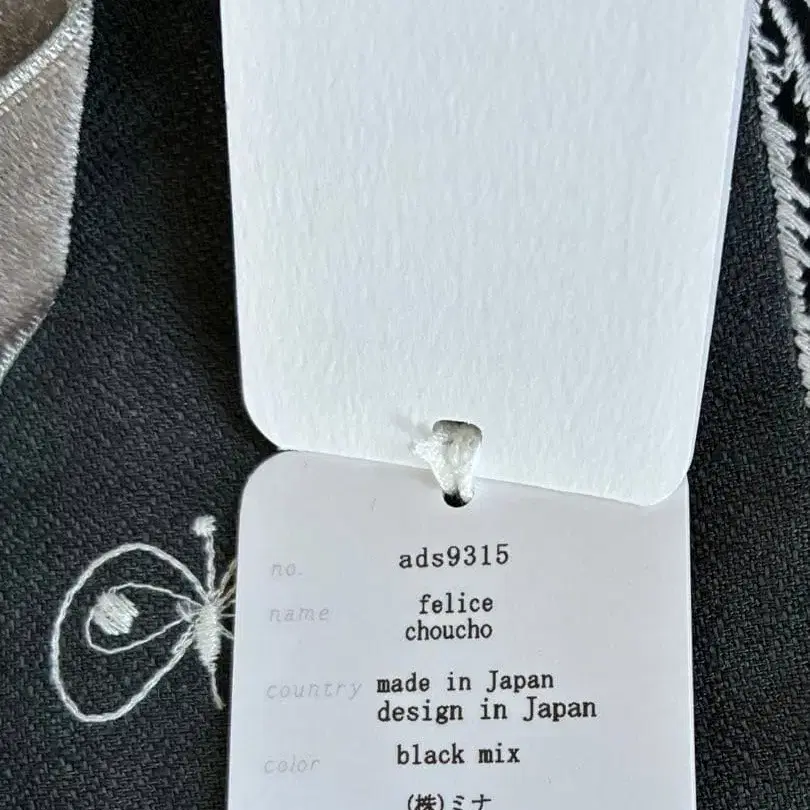 no. ads9315
name felice
choucho
country made in Japan
design in Japan
color black mix
(株)ミナ